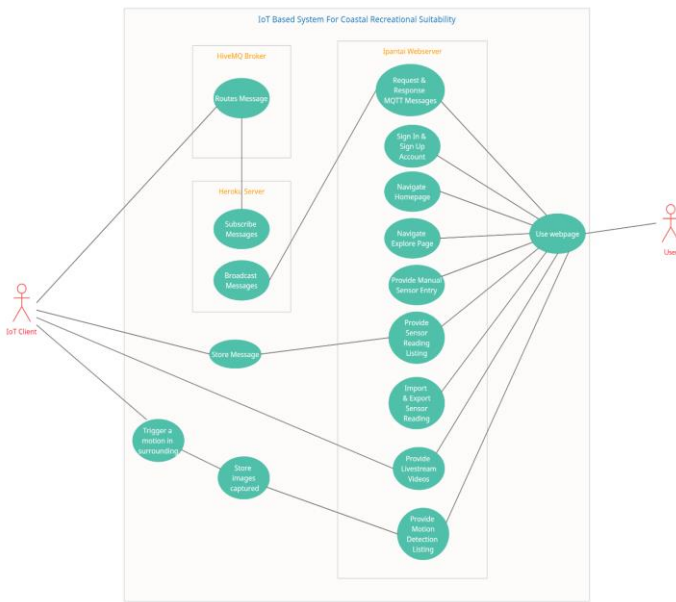 IoT Based System For Coastal Recreational Suitability
HiveMQ Broker
Routes Message
Heroku Server
Subscribe
Messages
Broadcast
Messages
Ipantai Webserver
Request &
Response
MQTT Messages
Sign In &
Sign Up
Account
Navigate
Homepage
Navigate
Explore Page
Provide Manual
Sensor Entry
Provide
Sensor
Reading
Listing
Import
& Export
Sensor
Reading
Provide
Livestream
Videos
Provide
Motion
Detection
Listing
Use webpage
User
IoT Client
Store Message
Trigger a
motion in
surrounding
Store
images
captured